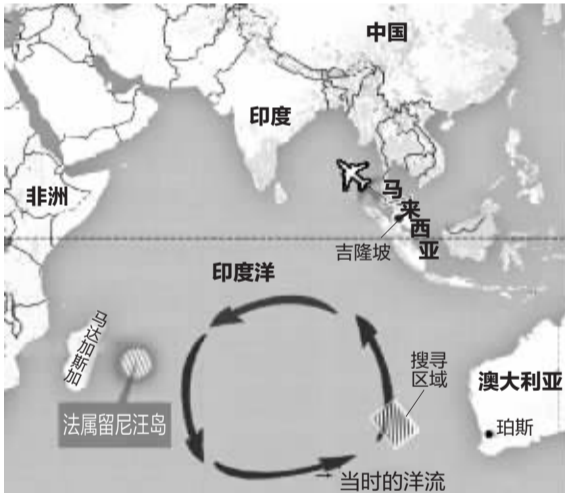 中国
印度
非洲
马来西亚
吉隆坡
印度洋
马达加斯加
搜寻
区域
澳大利亚
法属留尼汪岛
珀斯
当时的洋流